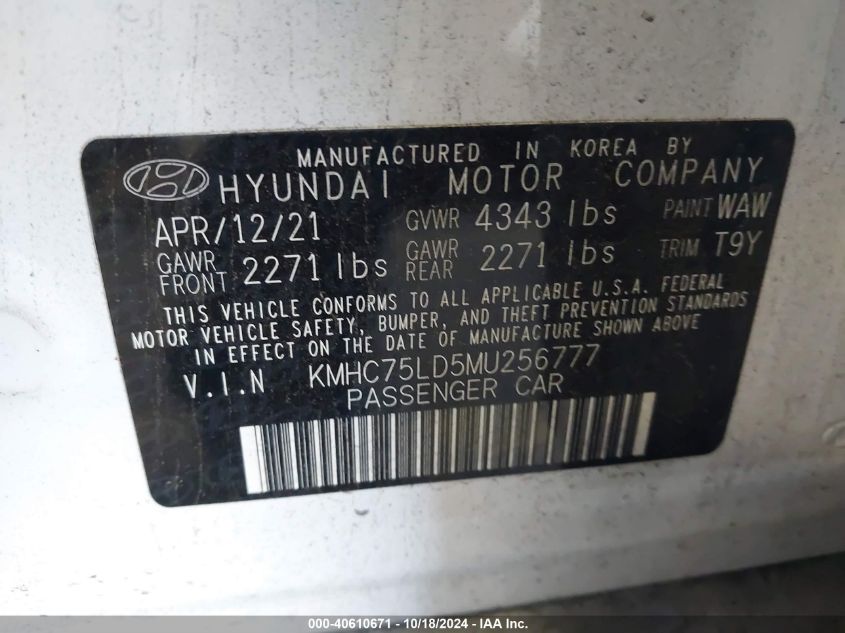 MANUFACTURED IN KOREA BY
HYUNDAI MOTOR COMPANY
APR/12/21 GVWR 4343 lbs PAINT WAW
GAWR FRONT 2271 lbs GAWR REAR 2271 lbs TRIM T9Y
THIS VEHICLE CONFORMS TO ALL APPLICABLE U.S.A. FEDERAL
MOTOR VEHICLE SAFETY, BUMPER, AND THEFT PREVENTION STANDARDS
IN EFFECT ON THE DATE OF MANUFACTURE SHOWN ABOVE
V.I.N KMHC75LD5MU256777
PASSENGER CAR
000-40610671 - 10/18/2024 - IAA Inc.